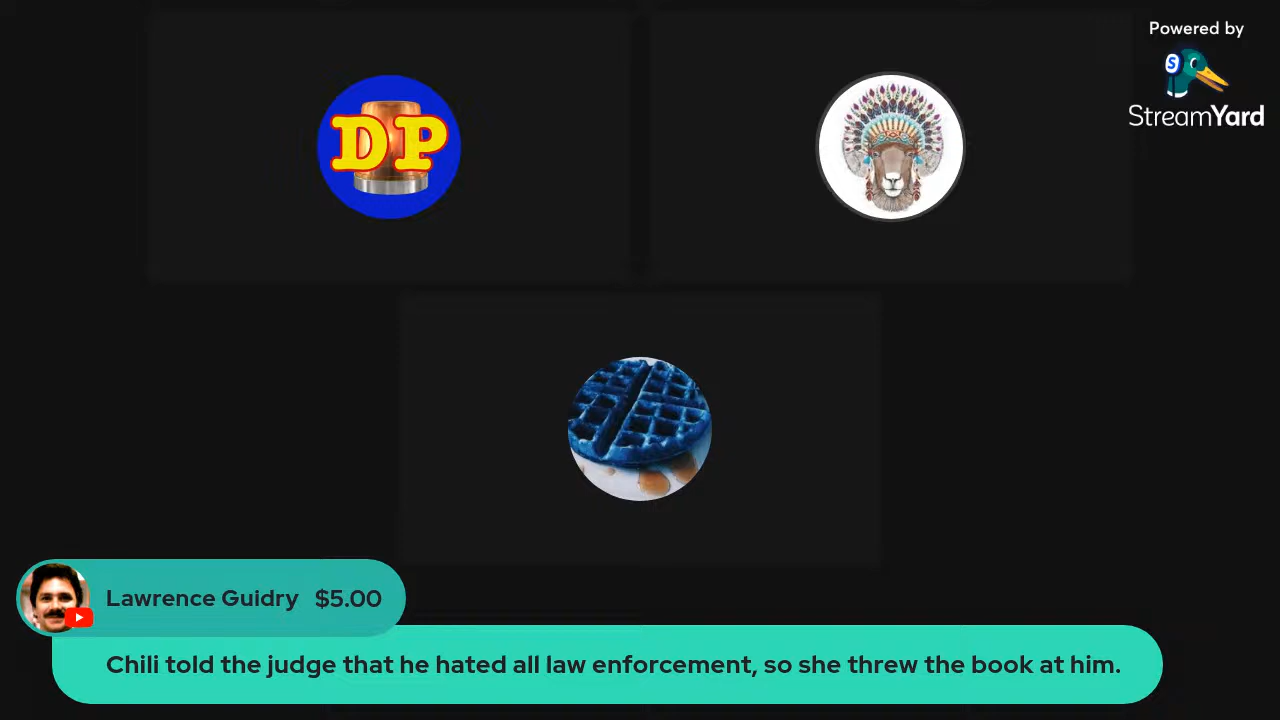 Powered by
S
StreamYard
DP
Lawrence Guidry $5.00
Chili told the judge that he hated all law enforcement, so she threw the book at him.